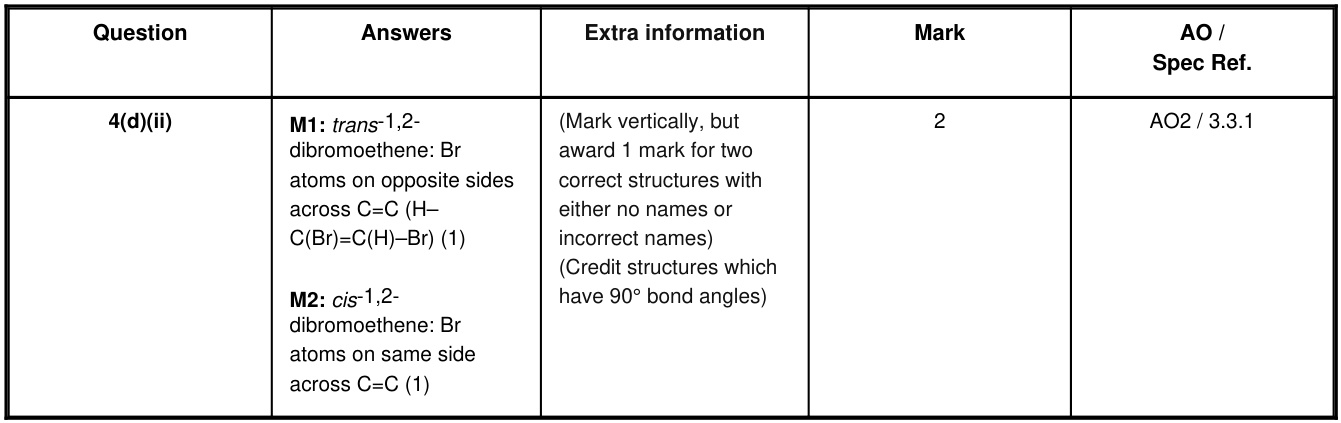 Question
Answers
Extra information
Mark
AO /
Spec Ref.
4(d)(ii)
M1: trans-1,2-
dibromoethene: Br
atoms on opposite sides
across C=C (H–
C(Br)=C(H)–Br) (1)
M2: cis-1,2-
dibromoethene: Br
atoms on same side
across C=C (1)
(Mark vertically, but
award 1 mark for two
correct structures with
either no names or
incorrect names)
(Credit structures which
have 90° bond angles)
2
AO2 / 3.3.1